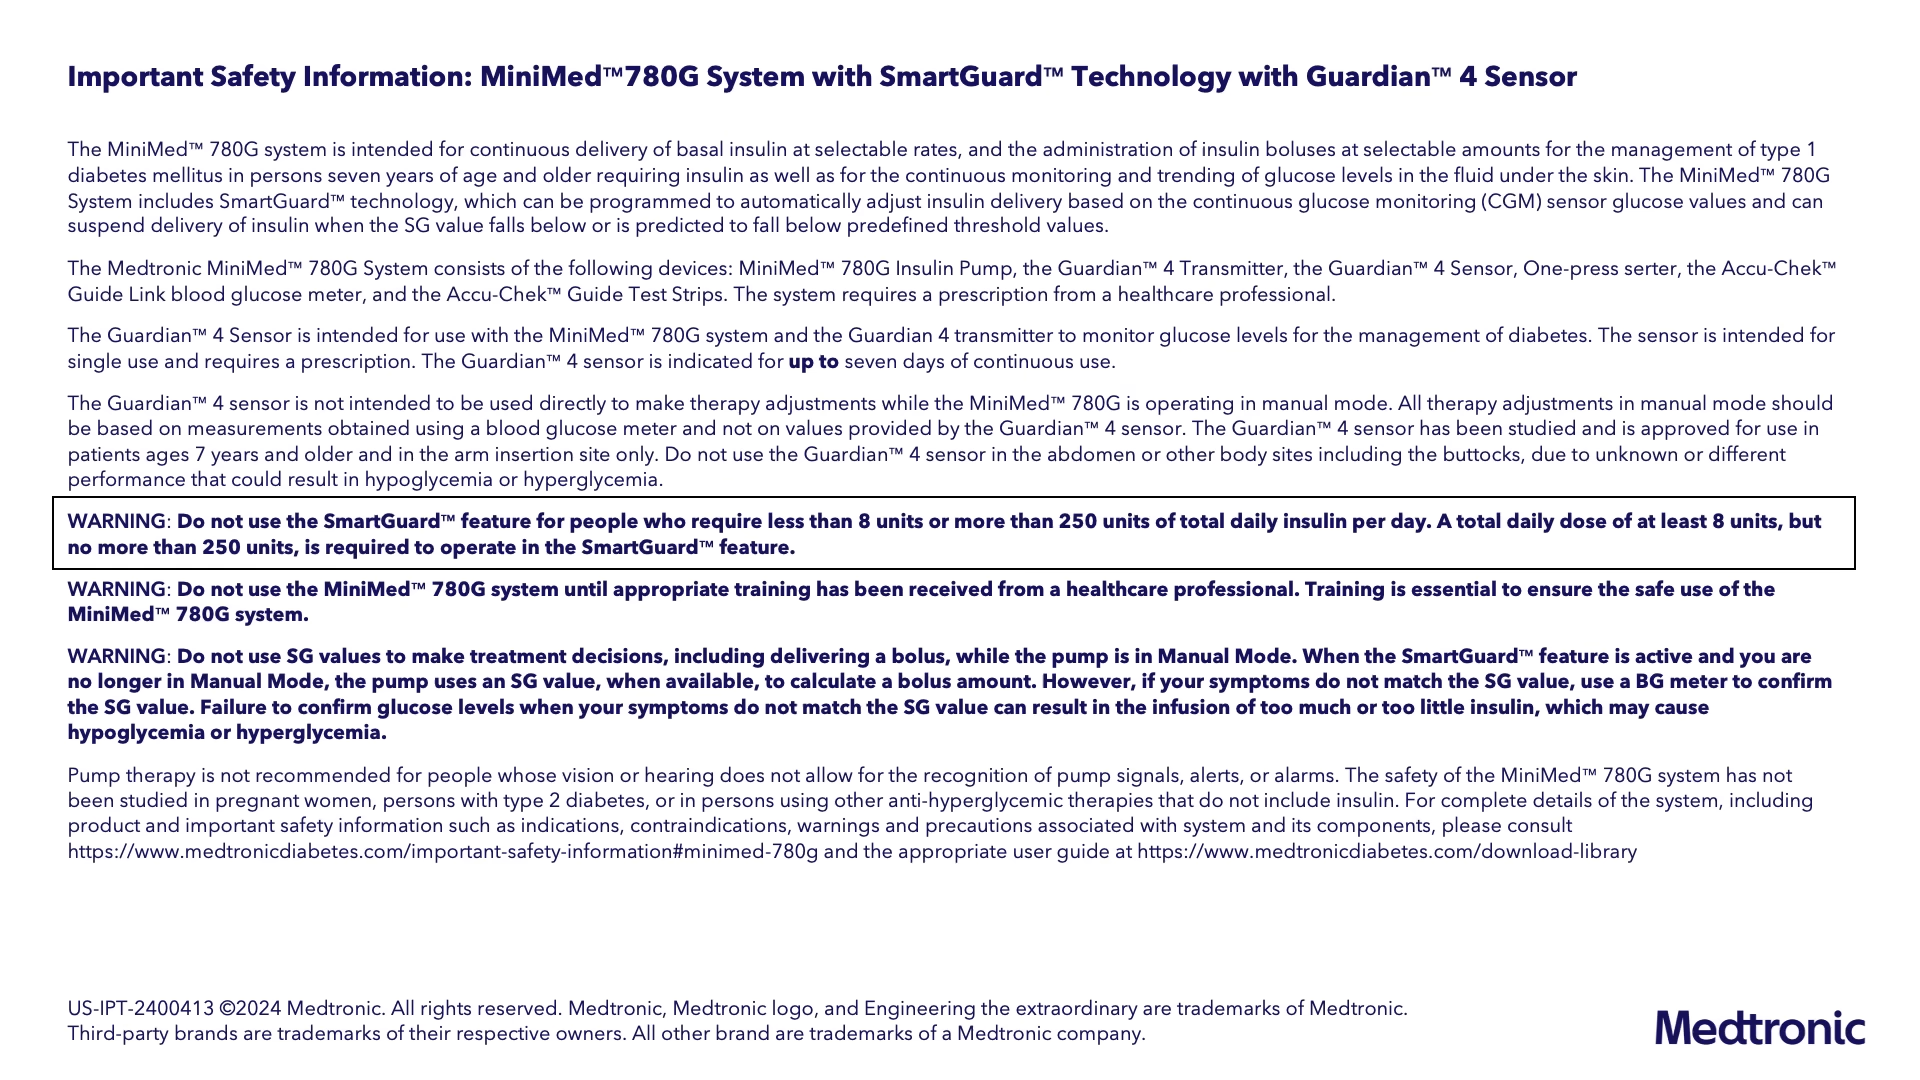 Important Safety Information: MiniMed™780G System with SmartGuard™ Technology with Guardian™ 4 Sensor
The MiniMed™ 780G system is intended for continuous delivery of basal insulin at selectable rates, and the administration of insulin boluses at selectable amounts for the management of type 1
diabetes mellitus in persons seven years of age and older requiring insulin as well as for the continuous monitoring and trending of glucose levels in the fluid under the skin. The MiniMed™ 780G
System includes SmartGuard™ technology, which can be programmed to automatically adjust insulin delivery based on the continuous glucose monitoring (CGM) sensor glucose values and can
suspend delivery of insulin when the SG value falls below or is predicted to fall below predefined threshold values.
The Medtronic MiniMed™ 780G System consists of the following devices: MiniMed™ 780G Insulin Pump, the Guardian™ 4 Transmitter, the Guardian™ 4 Sensor, One-press serter, the Accu-Chek™
Guide Link blood glucose meter, and the Accu-Chek™ Guide Test Strips. The system requires a prescription from a healthcare professional.
The Guardian™ 4 Sensor is intended for use with the MiniMed™ 780G system and the Guardian 4 transmitter to monitor glucose levels for the management of diabetes. The sensor is intended for
single use and requires a prescription. The Guardian™ 4 sensor is indicated for up to seven days of continuous use.
The Guardian™ 4 sensor is not intended to be used directly to make therapy adjustments while the MiniMed™ 780G is operating in manual mode. All therapy adjustments in manual mode should
be based on measurements obtained using a blood glucose meter and not on values provided by the Guardian™ 4 sensor. The Guardian™ 4 sensor has been studied and is approved for use in
patients ages 7 years and older and in the arm insertion site only. Do not use the Guardian™ 4 sensor in the abdomen or other body sites including the buttocks, due to unknown or different
performance that could result in hypoglycemia or hyperglycemia.
WARNING: Do not use the SmartGuard™ feature for people who require less than 8 units or more than 250 units of total daily insulin per day. A total daily dose of at least 8 units, but
no more than 250 units, is required to operate in the SmartGuard™ feature.
WARNING: Do not use the MiniMed™ 780G system until appropriate training has been received from a healthcare professional. Training is essential to ensure the safe use of the
MiniMed™ 780G system.
WARNING: Do not use SG values to make treatment decisions, including delivering a bolus, while the pump is in Manual Mode. When the SmartGuard™ feature is active and you are
no longer in Manual Mode, the pump uses an SG value, when available, to calculate a bolus amount. However, if your symptoms do not match the SG value, use a BG meter to confirm
the SG value. Failure to confirm glucose levels when your symptoms do not match the SG value can result in the infusion of too much or too little insulin, which may cause
hypoglycemia or hyperglycemia.
Pump therapy is not recommended for people whose vision or hearing does not allow for the recognition of pump signals, alerts, or alarms. The safety of the MiniMed™ 780G system has not
been studied in pregnant women, persons with type 2 diabetes, or in persons using other anti-hyperglycemic therapies that do not include insulin. For complete details of the system, including
product and important safety information such as indications, contraindications, warnings and precautions associated with system and its components, please consult
https://www.medtronicdiabetes.com/important-safety-information#minimed-780g and the appropriate user guide at https://www.medtronicdiabetes.com/download-library
US-IPT-2400413 ©2024 Medtronic. All rights reserved. Medtronic, Medtronic logo, and Engineering the extraordinary are trademarks of Medtronic.
Third-party brands are trademarks of their respective owners. All other brand are trademarks of a Medtronic company.
Medtronic